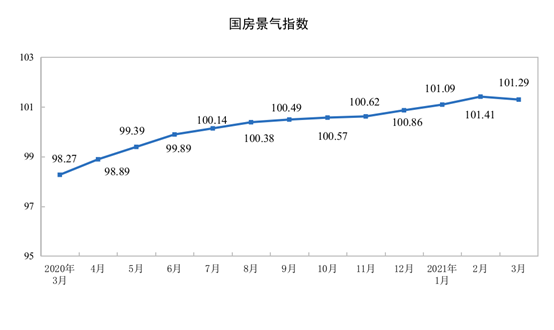 国房景气指数
103
101
99
97
95
98.27
98.89
99.39
99.89
100.14
100.38
100.49
100.57
100.62
100.86
101.09
101.41
101.29
2020年
3月
4月
5月
6月
7月
8月
9月
10月
11月
12月
2021年
1月
2月
3月